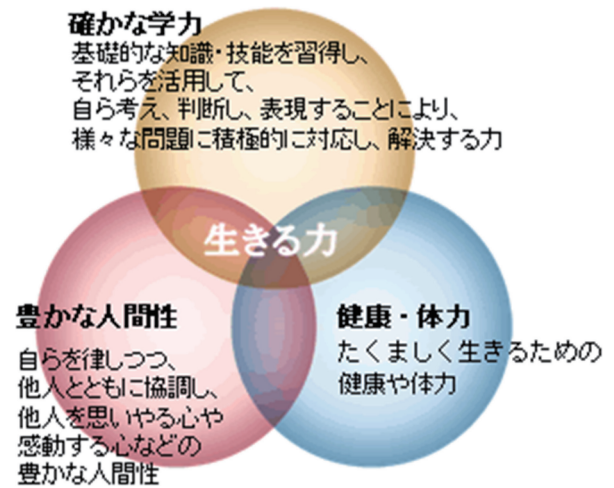 確かな学力
基礎的な知識・技能を習得し、
それらを活用して、
自ら考え、判断し、表現することにより、
様々な問題に積極的に対応し、解決する力
生きる力
豊かな人間性
自らを律しつつ、
他人とともに協調し、
他人を思いやる心や
感動する心などの
豊かな人間性
健康・体力
たくましく生きるための
健康や体力